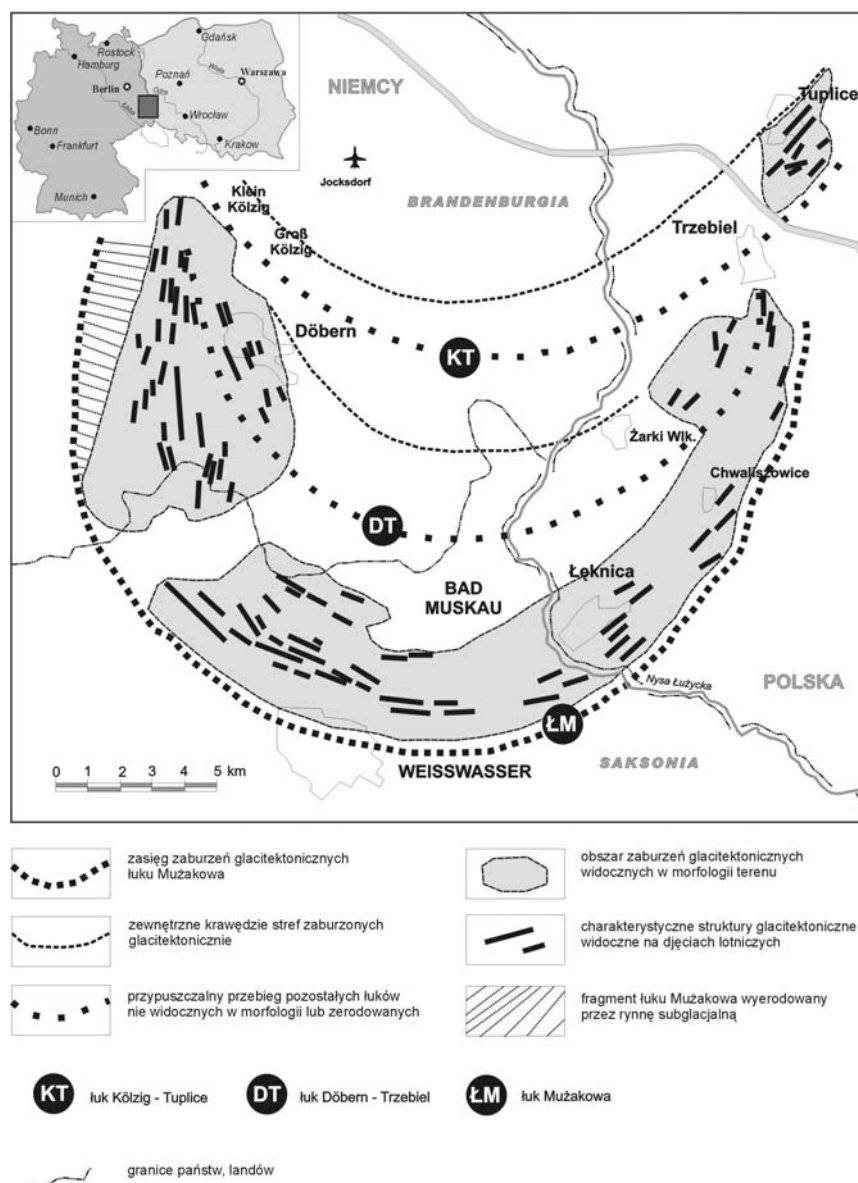 Gdańsk
Rostock
Hamburg
Wisła
Berlin
Poznań
Warszawa
Odra
Łaba
Wrocław
Bonn
Frankfurt
Krakow
Munich
NIEMCY
Tuplice
Jocksdorf
BRANDENBURGIA
Klein
Kölzig
Groß
Kölzig
Trzebiel
Döbern
KT
Żarki Wlk.
Chwaliszowice
DT
BAD
MUSKAU
Łęknica
Nysa Łużycka
POLSKA
ŁM
0 1 2 3 4 5 km
WEISSWASSER
SAKSONIA
zasięg zaburzeń glacitektonicznych
łuku Mużakowa
obszar zaburzeń glacitektonicznych
widocznych w morfologii terenu
zewnętrzne krawędzie stref zaburzonych
glacitektonicznie
charakterystyczne struktury glacitektoniczne
widoczne na djęciach lotniczych
przypuszczalny przebieg pozostałych łuków
nie widocznych w morfologii lub zerodowanych
fragment łuku Mużakowa wyerodowany
przez rynnę subglacjalną
KT łuk Kölzig - Tuplice DT łuk Döbern - Trzebiel ŁM łuk Mużakowa
granice państw, landów